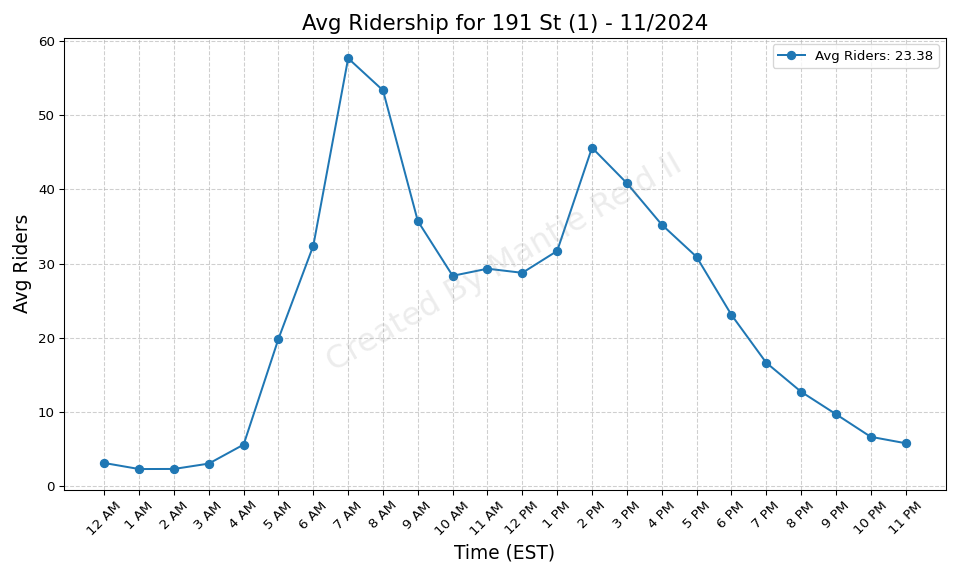 Avg Ridership for 191 St (1) - 11/2024
Avg Riders: 23.38
60
50
40
30
20
10
0
Avg Riders
Created By Mantie Reid II
12 AM 1 AM 2 AM 3 AM 4 AM 5 AM 6 AM 7 AM 8 AM 9 AM 10 AM 11 AM 12 PM 1 PM 2 PM 3 PM 4 PM 5 PM 6 PM 7 PM 8 PM 9 PM 10 PM 11 PM
Time (EST)